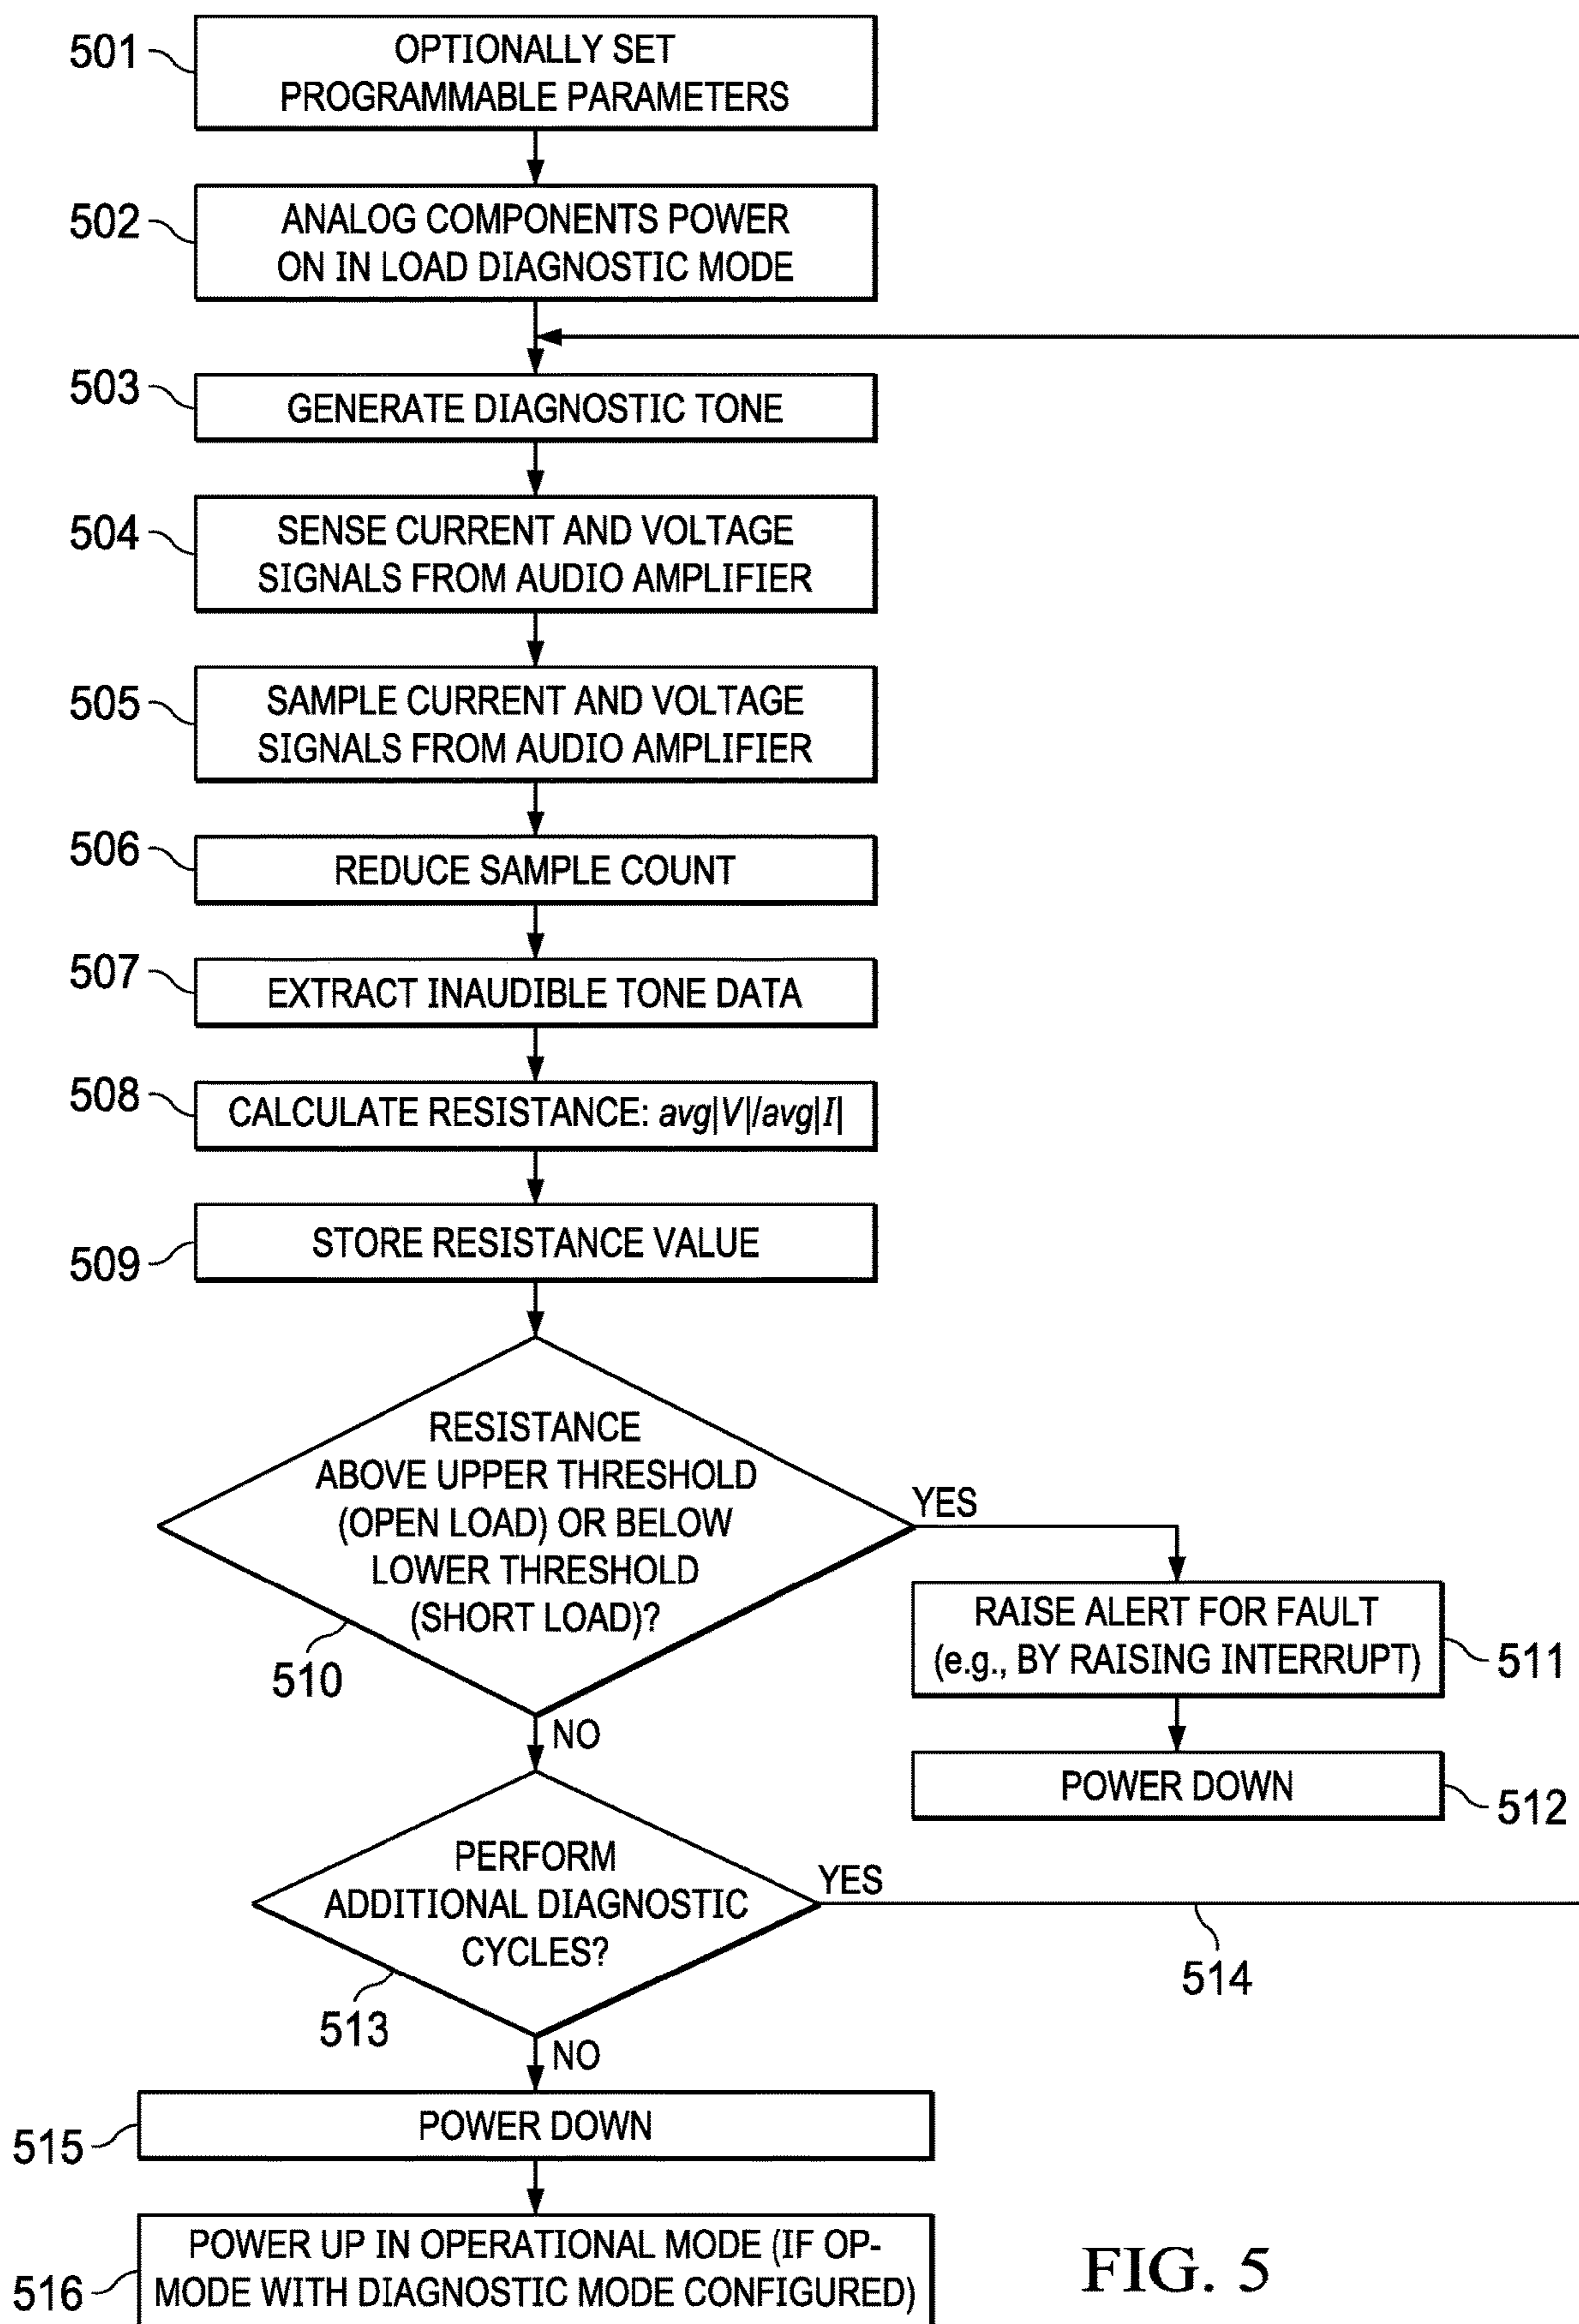 501
OPTIONALLY SET
PROGRAMMABLE PARAMETERS
502
ANALOG COMPONENTS POWER
ON IN LOAD DIAGNOSTIC MODE
503
GENERATE DIAGNOSTIC TONE
504
SENSE CURRENT AND VOLTAGE
SIGNALS FROM AUDIO AMPLIFIER
505
SAMPLE CURRENT AND VOLTAGE
SIGNALS FROM AUDIO AMPLIFIER
506
REDUCE SAMPLE COUNT
507
EXTRACT INAUDIBLE TONE DATA
508
CALCULATE RESISTANCE: avg|V|/avg|I|
509
STORE RESISTANCE VALUE
RESISTANCE
ABOVE UPPER THRESHOLD
(OPEN LOAD) OR BELOW
LOWER THRESHOLD
(SHORT LOAD)?
510
YES
RAISE ALERT FOR FAULT
(e.g., BY RAISING INTERRUPT)
511
POWER DOWN
512
NO
PERFORM
ADDITIONAL DIAGNOSTIC
CYCLES?
513
YES
514
NO
515
POWER DOWN
516
POWER UP IN OPERATIONAL MODE (IF OP-
MODE WITH DIAGNOSTIC MODE CONFIGURED)
FIG. 5